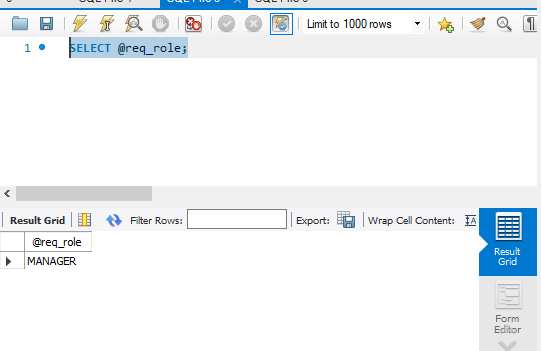 Limit to 1000 rows
1
SELECT @req_role;
Result Grid
Filter Rows:
Export:
Wrap Cell Content:
@req_role
MANAGER
Result
Grid
Form
Editor